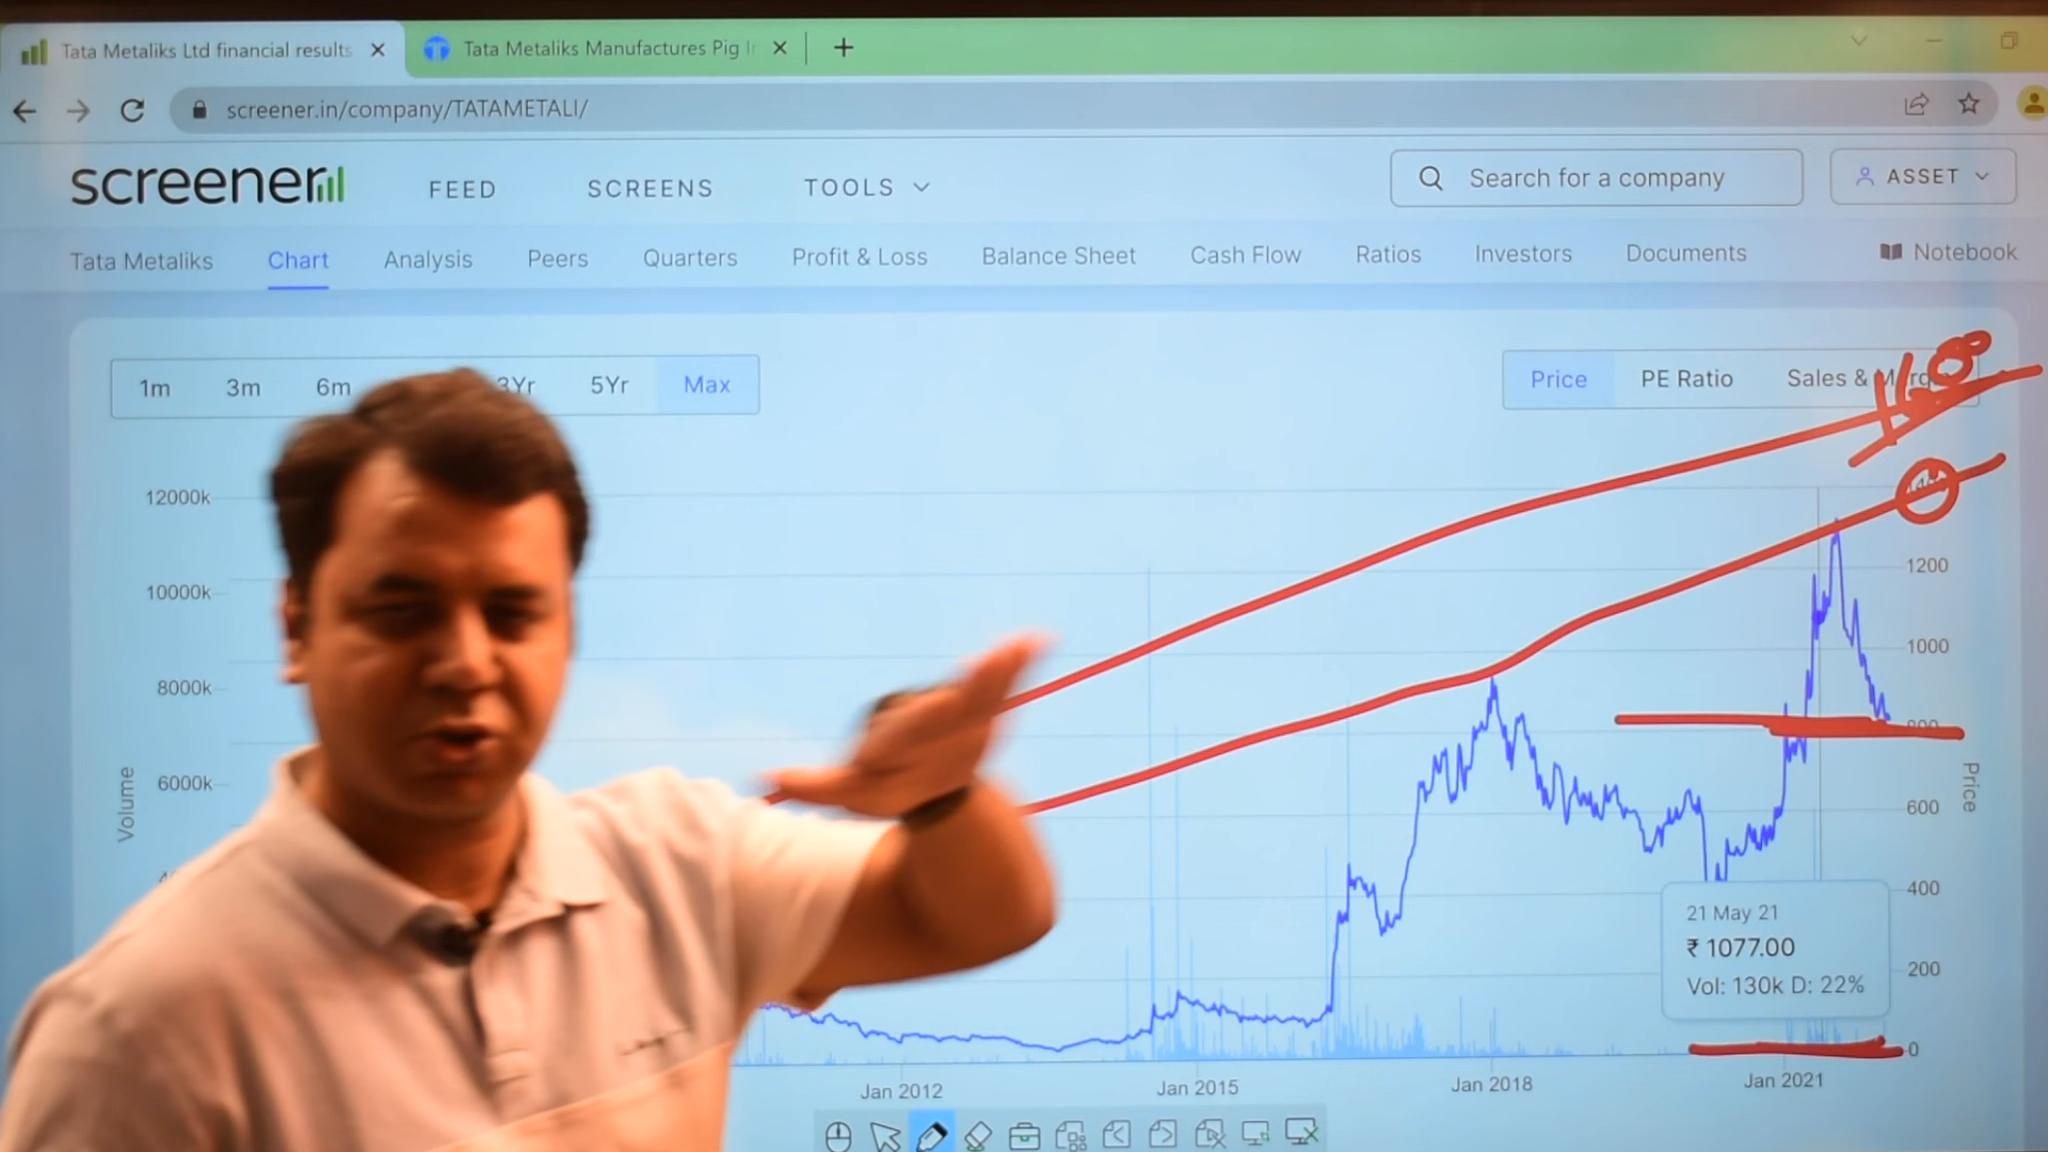 Tata Metaliks Ltd financial results
Tata Metaliks Manufactures Pig
screener.in/company/TATAMETALI/
screener
FEED
SCREENS
TOOLS
Search for a company
ASSET
Tata Metaliks
Chart
Analysis
Peers
Quarters
Profit & Loss
Balance Sheet
Cash Flow
Ratios
Investors
Documents
Notebook
1m
3m
6m
3Yr
5Yr
Max
Price
PE Ratio
Sales &
12000k
10000k
8000k
6000k
Volume
1200
1000
800
600
400
200
0
Price
21 May 21
₹ 1077.00
Vol: 130k D: 22%
Jan 2012
Jan 2015
Jan 2018
Jan 2021